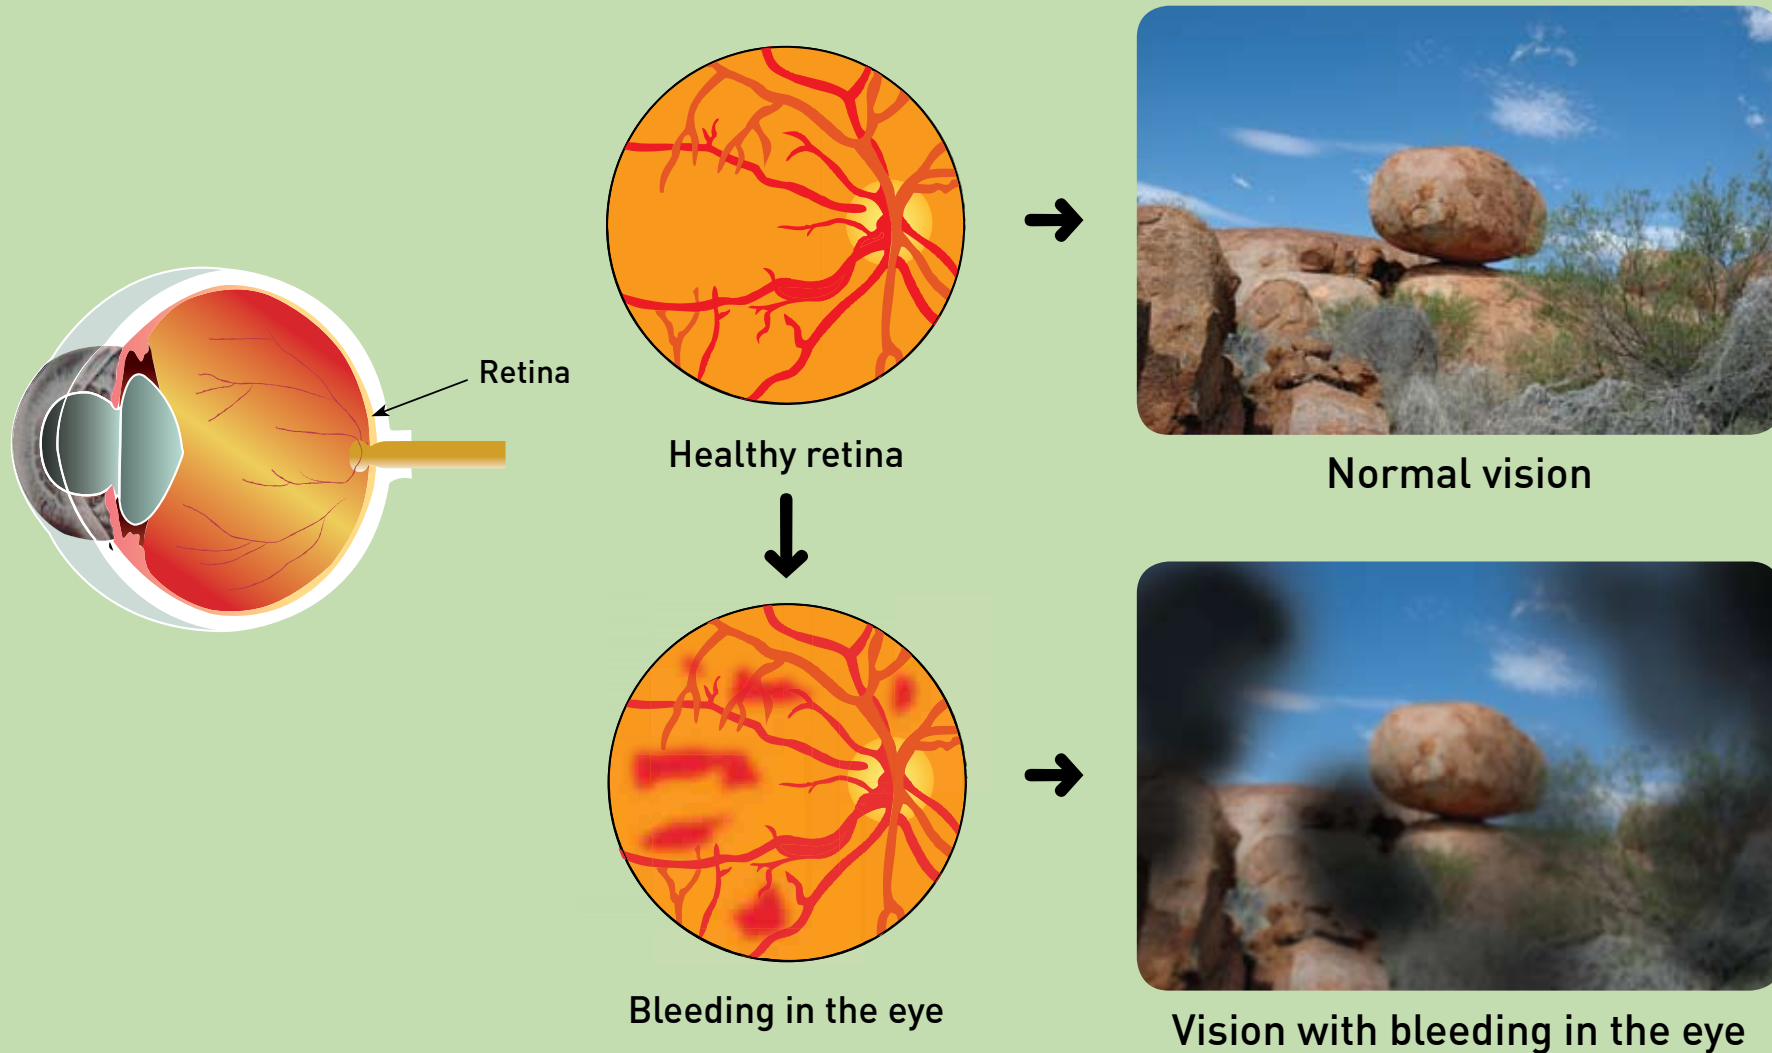 Retina
Healthy retina
Normal vision
Bleeding in the eye
Vision with bleeding in the eye